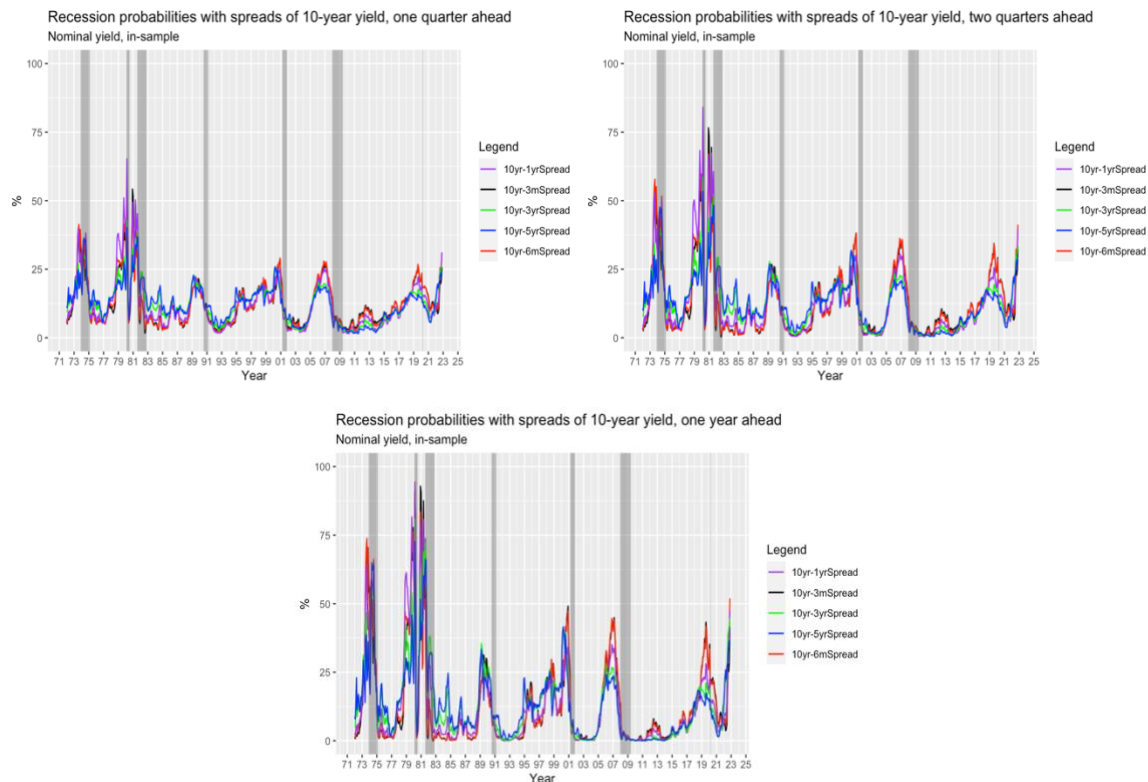 Recession probabilities with spreads of 10-year yield, one quarter ahead
Nominal yield, in-sample
100
75
50
25
0
%
71 73 75 77 79 81 83 85 87 89 91 93 95 97 99 01 03 05 07 09 11 13 15 17 19 21 23 25
Year
Legend
10yr-1yrSpread
10yr-3mSpread
10yr-3yrSpread
10yr-5yrSpread
10yr-6mSpread
Recession probabilities with spreads of 10-year yield, two quarters ahead
Nominal yield, in-sample
100
75
50
25
0
%
71 73 75 77 79 81 83 85 87 89 91 93 95 97 99 01 03 05 07 09 11 13 15 17 19 21 23 25
Year
Legend
10yr-1yrSpread
10yr-3mSpread
10yr-3yrSpread
10yr-5yrSpread
10yr-6mSpread
Recession probabilities with spreads of 10-year yield, one year ahead
Nominal yield, in-sample
100
75
50
25
0
%
71 73 75 77 79 81 83 85 87 89 91 93 95 97 99 01 03 05 07 09 11 13 15 17 19 21 23 25
Year
Legend
10yr-1yrSpread
10yr-3mSpread
10yr-3yrSpread
10yr-5yrSpread
10yr-6mSpread